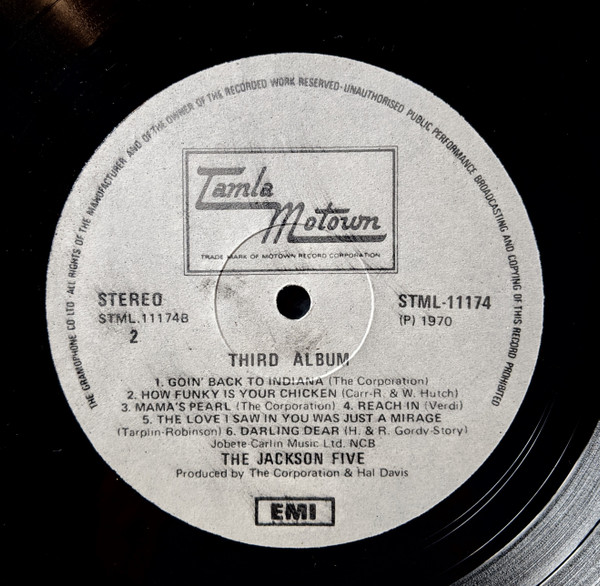 THE GRAMOPHONE CO LTD · ALL RIGHTS OF THE MANUFACTURER AND OF THE OWNER OF THE RECORDED WORK RESERVED · UNAUTHORISED PUBLIC PERFORMANCE BROADCASTING AND COPYING OF THIS RECORD PROHIBITED
Tamla
Motown
TRADE MARK OF MOTOWN RECORD CORPORATION
STEREO
STML.11174B
2
STML-11174
(P) 1970
THIRD ALBUM
1. GOIN' BACK TO INDIANA (The Corporation)
2. HOW FUNKY IS YOUR CHICKEN (Carr-R. & W. Hutch)
3. MAMA'S PEARL (The Corporation) 4. REACH IN (Verdi)
5. THE LOVE I SAW IN YOU WAS JUST A MIRAGE
(Tarplin-Robinson) 6. DARLING DEAR (H. & R. Gordy-Story)
Jobete-Carlin Music Ltd. NCB
THE JACKSON FIVE
Produced by The Corporation & Hal Davis
EMI